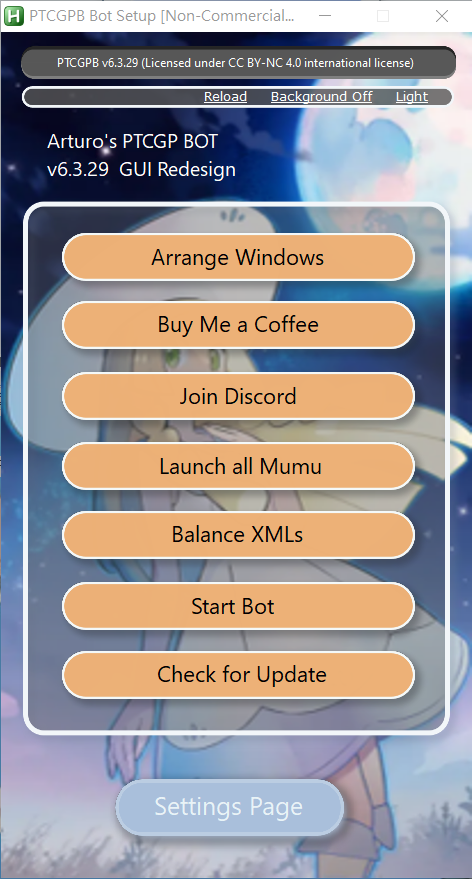 PTCGPB Bot Setup [Non-Commercial...
PTCGPB v6.3.29 (Licensed under CC BY-NC 4.0 international license)
Reload Background Off Light
Arturo's PTCGP BOT
v6.3.29 GUI Redesign
Arrange Windows
Buy Me a Coffee
Join Discord
Launch all Mumu
Balance XMLs
Start Bot
Check for Update
Settings Page